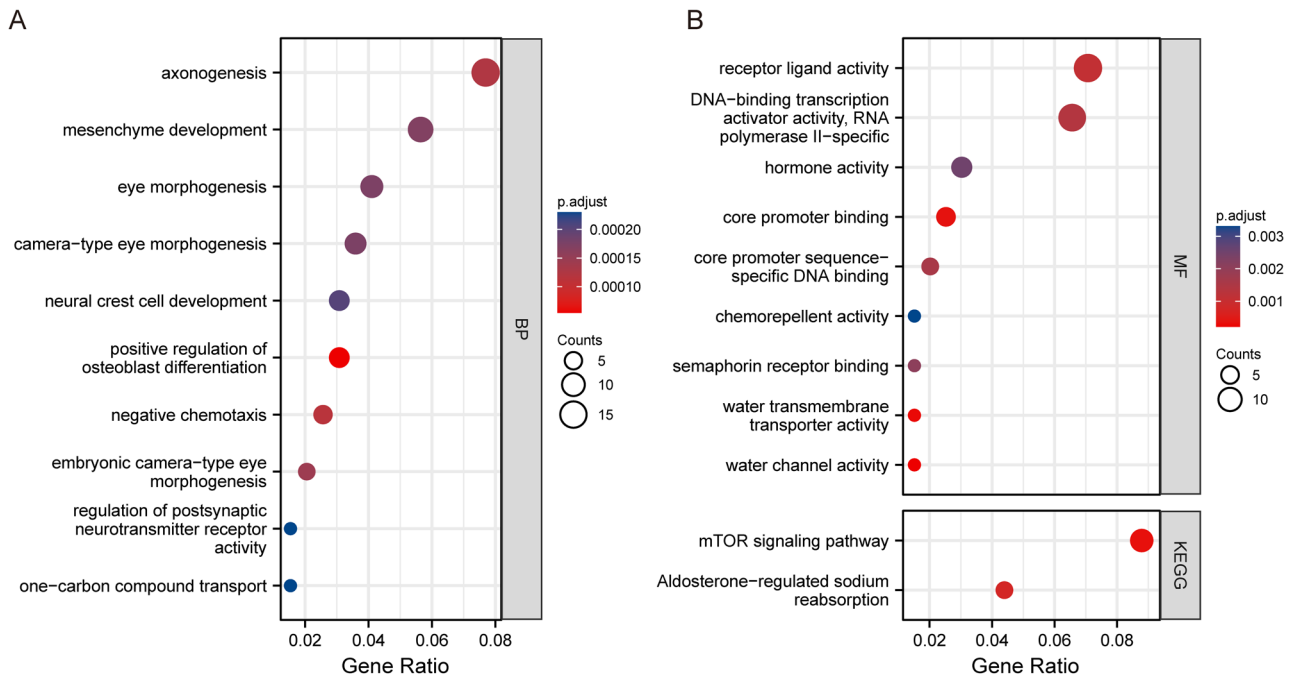 A
axonogenesis
mesenchyme development
eye morphogenesis
camera−type eye morphogenesis
neural crest cell development
positive regulation of
osteoblast differentiation
negative chemotaxis
embryonic camera−type eye
morphogenesis
regulation of postsynaptic
neurotransmitter receptor
activity
one−carbon compound transport
0.02 0.04 0.06 0.08
Gene Ratio
BP
p.adjust
0.00020
0.00015
0.00010
Counts
5
10
15
B
receptor ligand activity
DNA−binding transcription
activator activity, RNA
polymerase II−specific
hormone activity
core promoter binding
core promoter sequence−
specific DNA binding
chemorepellent activity
semaphorin receptor binding
water transmembrane
transporter activity
water channel activity
MF
mTOR signaling pathway
Aldosterone−regulated sodium
reabsorption
KEGG
0.02 0.04 0.06 0.08
Gene Ratio
p.adjust
0.003
0.002
0.001
Counts
5
10